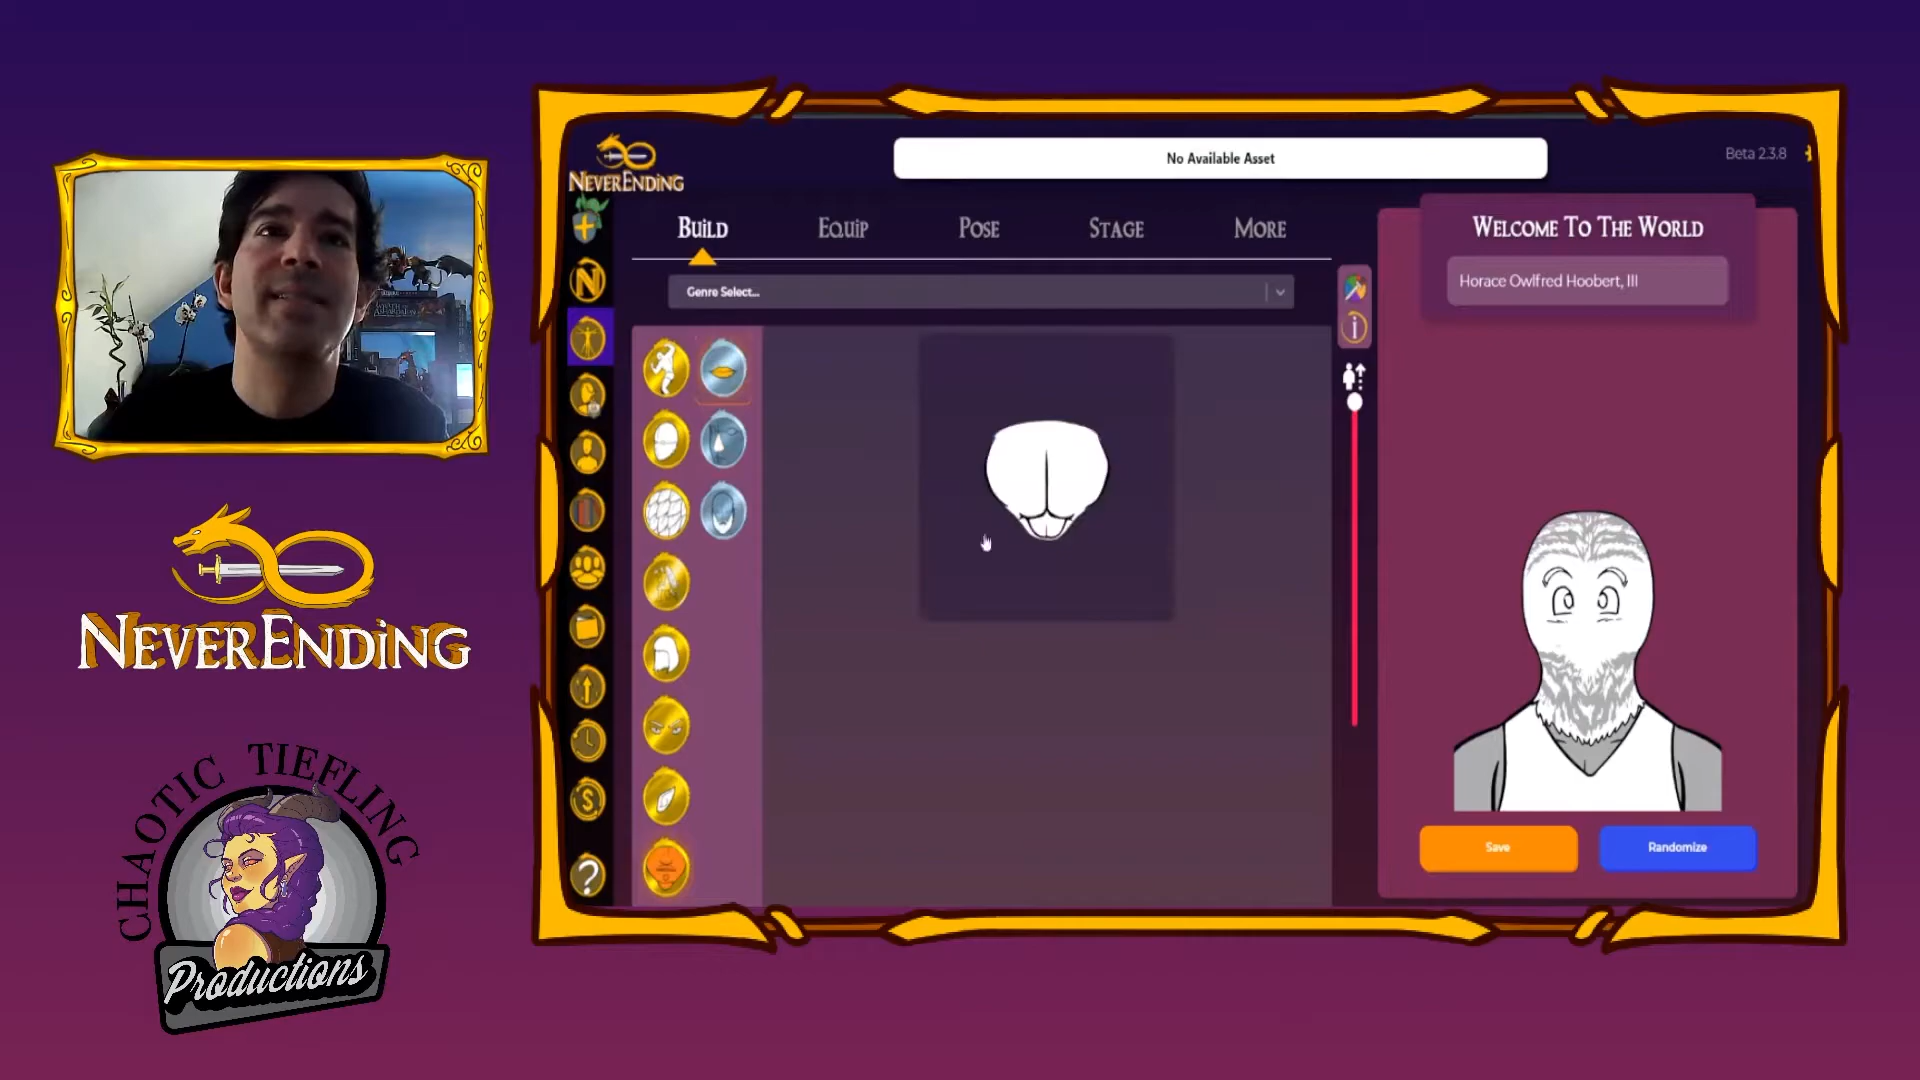 NEVERENDING
CHAOTIC TIEFLING
Productions
NEVERENDING
No Available Asset
Beta 2.3.8
BUILD
EQUIP
POSE
STAGE
MORE
Genre Select...
WELCOME TO THE WORLD
Horace Owlfred Hoobert, III
Save
Randomize